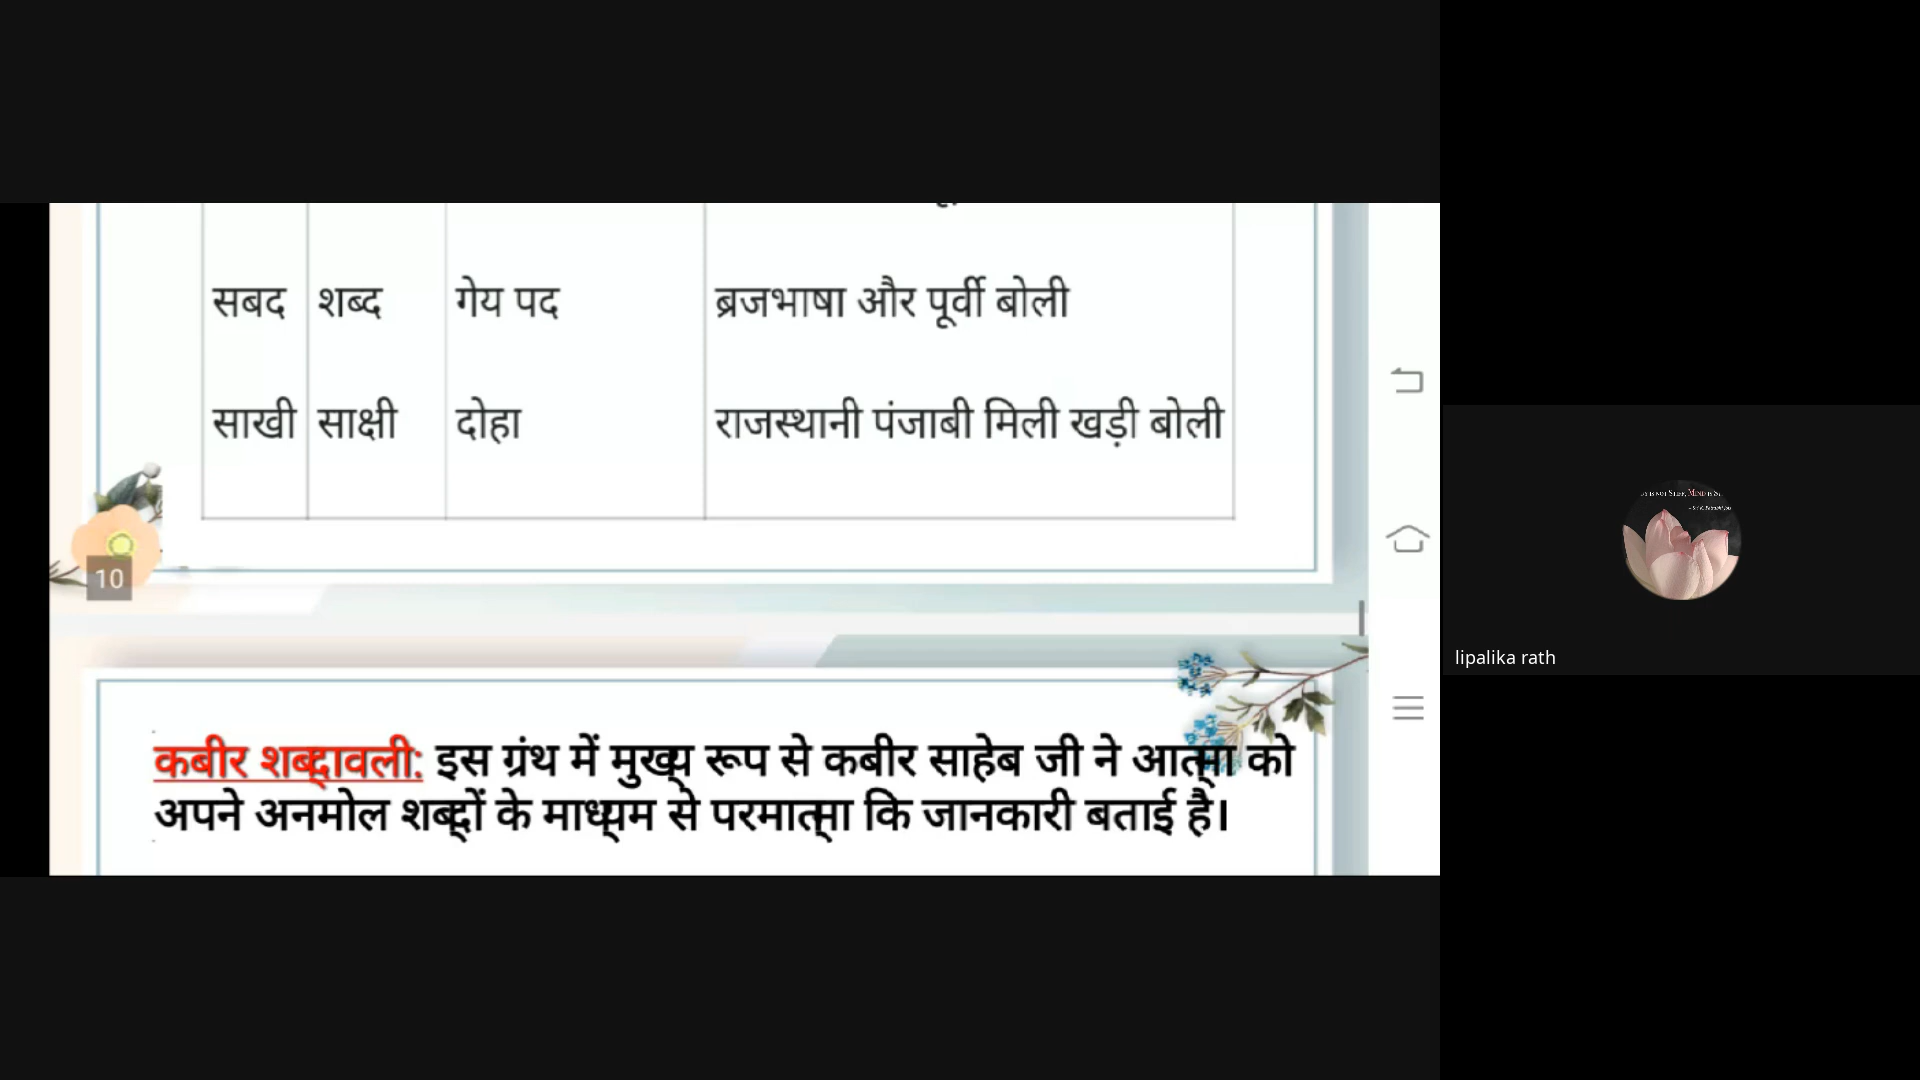 सबद शब्द गेय पद ब्रजभाषा और पूर्वी बोली
साखी साक्षी दोहा राजस्थानी पंजाबी मिली खड़ी बोली
10
कबीर शब्दावली: इस ग्रंथ में मुख्य रूप से कबीर साहेब जी ने आत्मा को
अपने अनमोल शब्दों के माध्यम से परमात्मा कि जानकारी बताई है।
lipalika rath